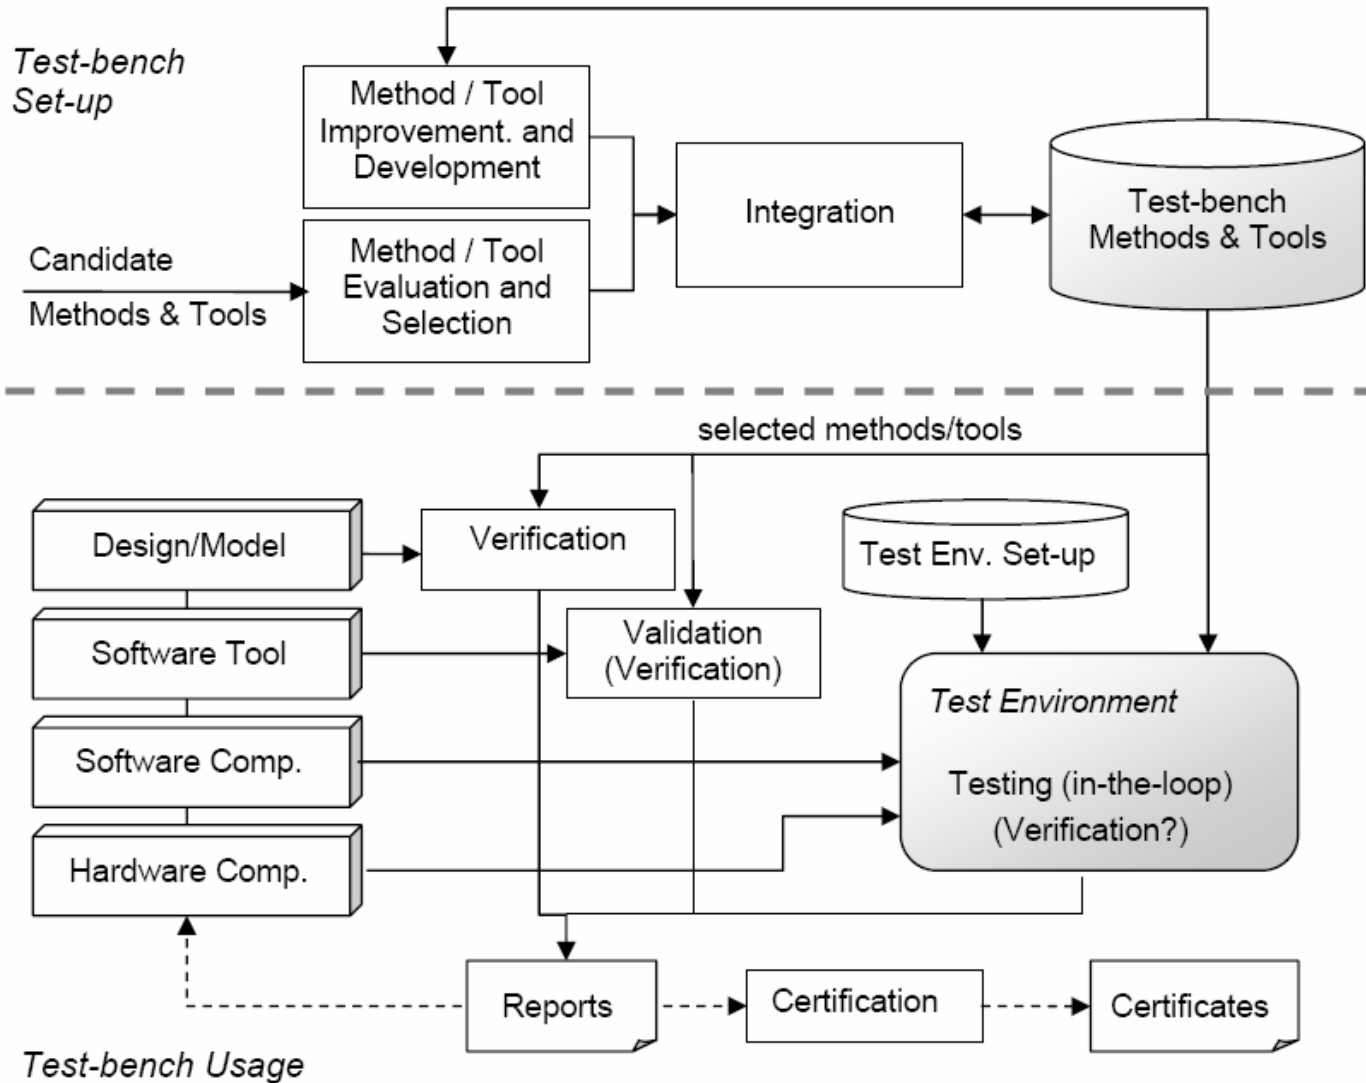 Test-bench
Set-up
Method / Tool
Improvement. and
Development
Integration
Test-bench
Methods & Tools
Candidate
Methods & Tools
Method / Tool
Evaluation and
Selection
selected methods/tools
Design/Model
Verification
Test Env. Set-up
Software Tool
Validation
(Verification)
Test Environment
Software Comp.
Testing (in-the-loop)
(Verification?)
Hardware Comp.
Reports
Certification
Certificates
Test-bench Usage